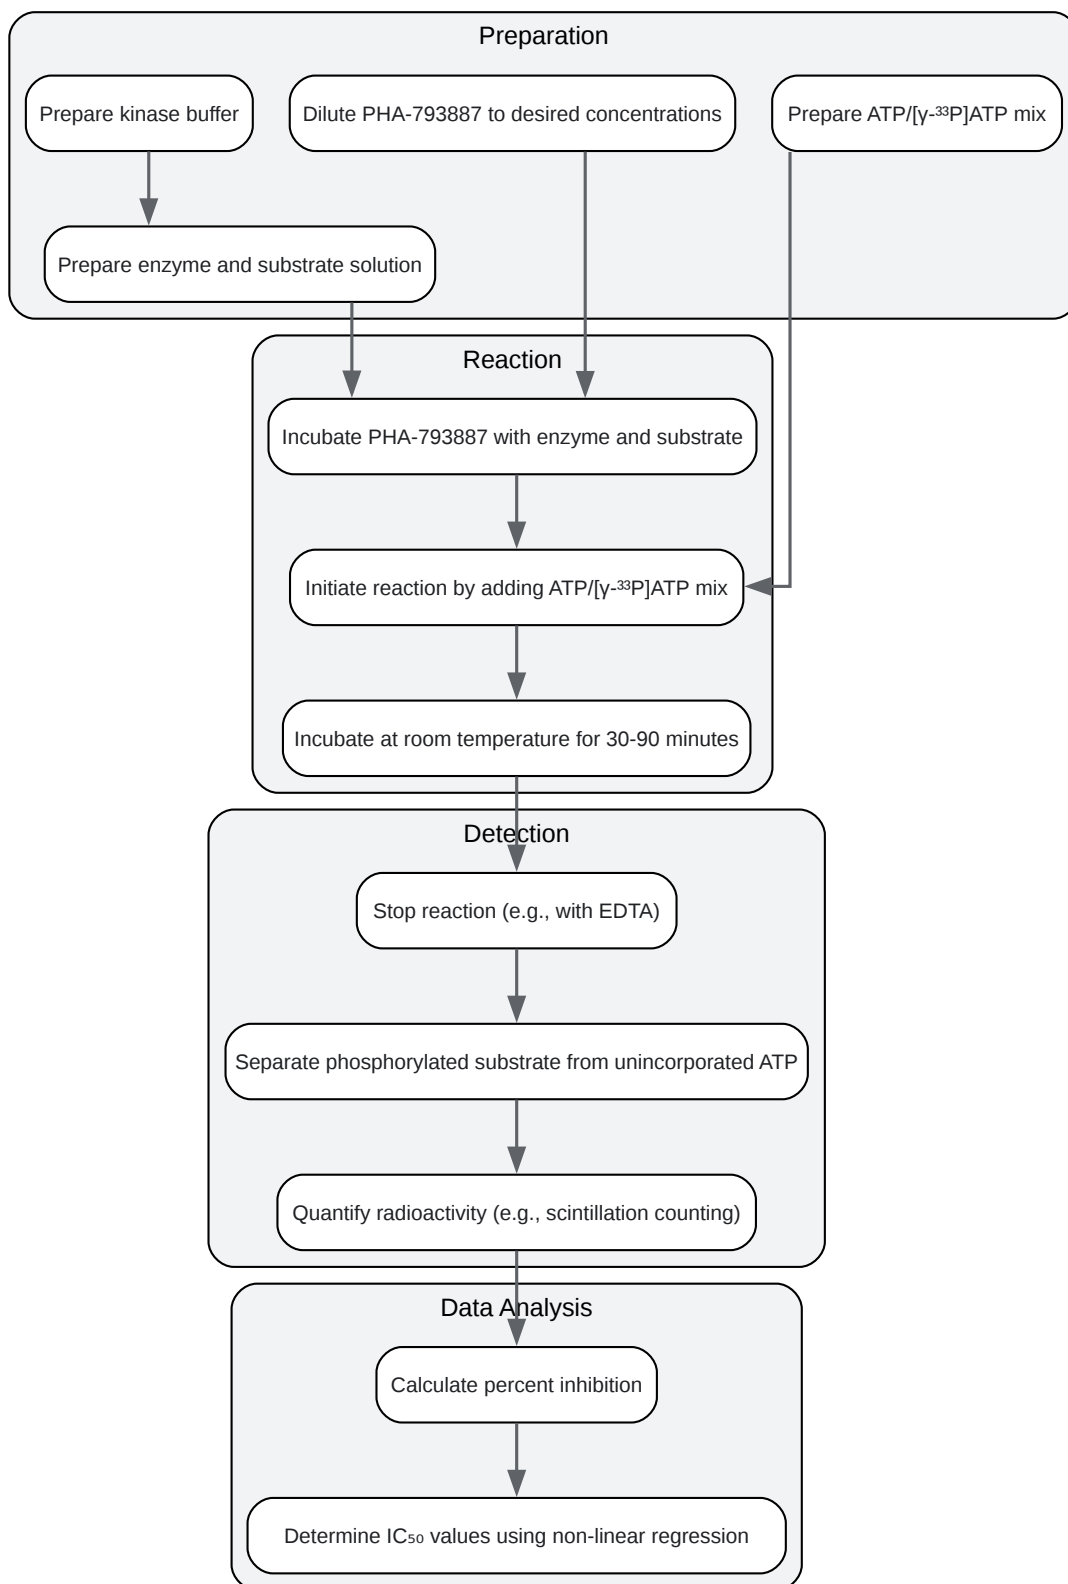 Preparation
Prepare kinase buffer
Dilute PHA-793887 to desired concentrations
Prepare ATP/[γ-³³P]ATP mix
Prepare enzyme and substrate solution
Reaction
Incubate PHA-793887 with enzyme and substrate
Initiate reaction by adding ATP/[γ-³³P]ATP mix
Incubate at room temperature for 30-90 minutes
Detection
Stop reaction (e.g., with EDTA)
Separate phosphorylated substrate from unincorporated ATP
Quantify radioactivity (e.g., scintillation counting)
Data Analysis
Calculate percent inhibition
Determine IC₅₀ values using non-linear regression